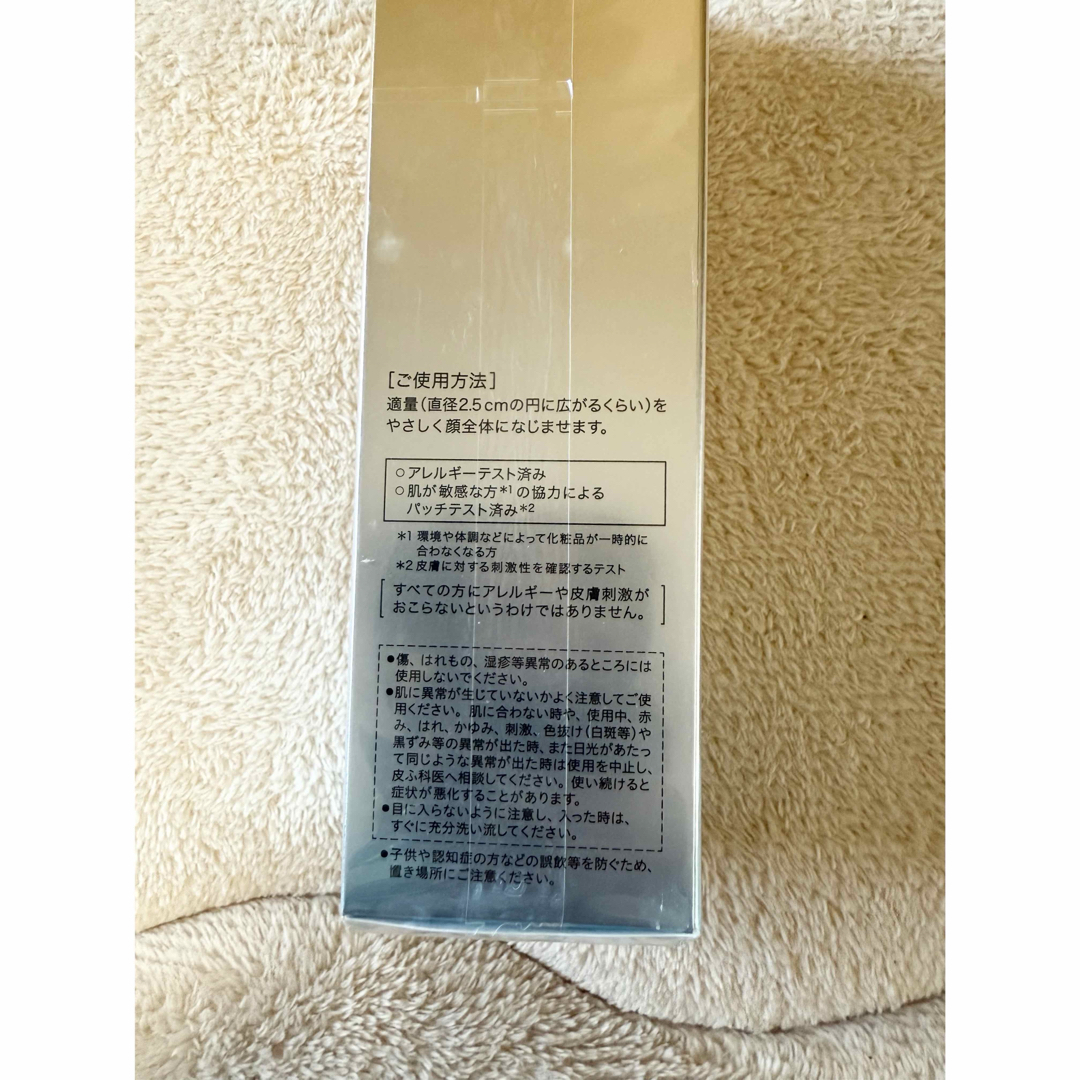 [ご使用方法]
適量(直径2.5cmの円に広がるくらい)を
やさしく顔全体になじませます。
○アレルギーテスト済み
○肌が敏感な方*1の協力による
パッチテスト済み*2
*1 環境や体調などによって化粧品が一時的に
合わなくなる方
*2 皮膚に対する刺激性を確認するテスト
すべての方にアレルギーや皮膚刺激が
おこらないというわけではありません。
●傷、はれもの、湿疹等異常のあるところには
使用しないでください。
●肌に異常が生じていないかよく注意してご使
用ください。肌に合わない時や、使用中、赤
み、はれ、かゆみ、刺激、色抜け(白斑等)や
黒ずみ等の異常が出た時、また日光があたっ
て同じような異常が出た時は使用を中止し、
皮ふ科医へ相談してください。使い続けると
症状が悪化することがあります。
●目に入らないように注意し、入った時は、
すぐに充分洗い流してください。
●子供や認知症の方などの誤飲等を防ぐため、
置き場所にご注意ください。